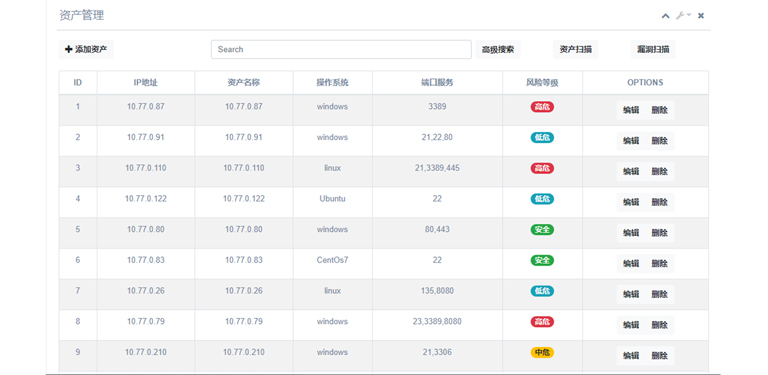 资产管理
添加资产 Search 高级搜索 资产扫描 漏洞扫描
ID IP地址 资产名称 操作系统 端口服务 风险等级 OPTIONS
1 10.77.0.87 10.77.0.87 windows 3389 高危 编辑 删除
2 10.77.0.91 10.77.0.91 windows 21,22,80 低危 编辑 删除
3 10.77.0.110 10.77.0.110 linux 21,3389,445 高危 编辑 删除
4 10.77.0.122 10.77.0.122 Ubuntu 22 低危 编辑 删除
5 10.77.0.80 10.77.0.80 windows 80,443 安全 编辑 删除
6 10.77.0.83 10.77.0.83 CentOs7 22 安全 编辑 删除
7 10.77.0.26 10.77.0.26 linux 135,8080 低危 编辑 删除
8 10.77.0.79 10.77.0.79 windows 23,3389,8080 高危 编辑 删除
9 10.77.0.210 10.77.0.210 windows 21,3306 中危 编辑 删除